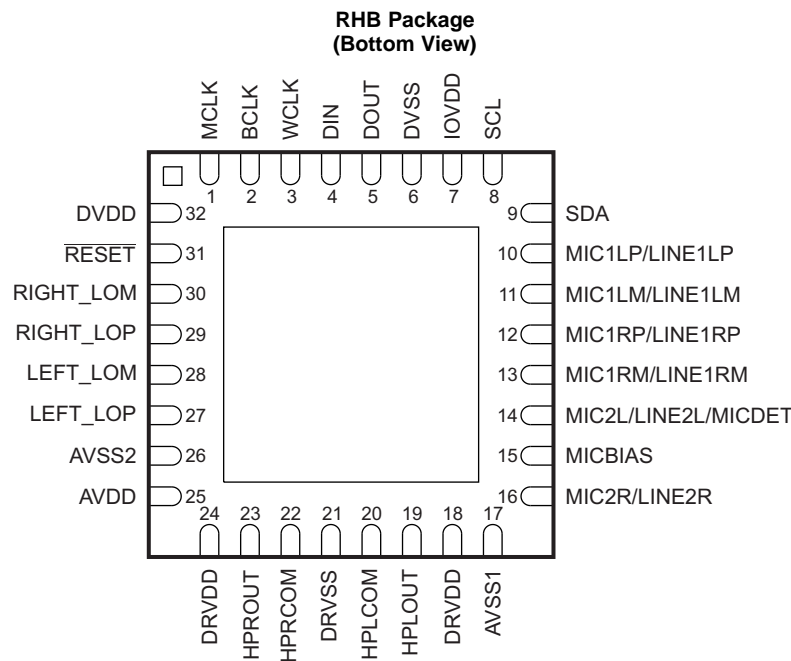 RHB Package
(Bottom View)
MCLK
BCLK
WCLK
DIN
DOUT
DVSS
IOVDD
SCL
1 2 3 4 5 6 7 8
DVDD 32
RESET 31
RIGHT_LOM 30
RIGHT_LOP 29
LEFT_LOM 28
LEFT_LOP 27
AVSS2 26
AVDD 25
9 SDA
10 MIC1LP/LINE1LP
11 MIC1LM/LINE1LM
12 MIC1RP/LINE1RP
13 MIC1RM/LINE1RM
14 MIC2L/LINE2L/MICDET
15 MICBIAS
16 MIC2R/LINE2R
24 23 22 21 20 19 18 17
DRVDD
HPROUT
HPRCOM
DRVSS
HPLCOM
HPLOUT
DRVDD
AVSS1